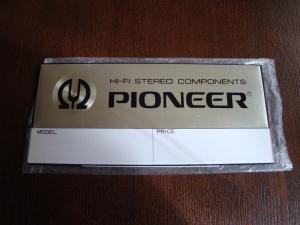 HI-FI STEREO COMPONENTS
PIONEER®
MODEL PRICE